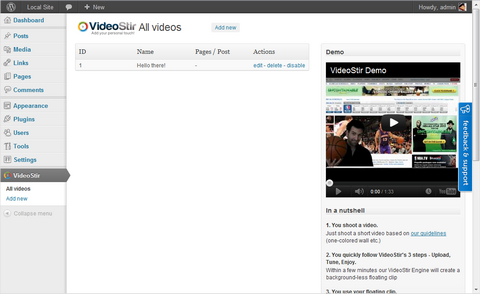 Local Site
+ New
Howdy, admin
Dashboard
Posts
Media
Links
Pages
Comments
Appearance
Plugins
Users
Tools
Settings
VideoStir
All videos
Add new
Collapse menu
VideoStir All videos Add new
Add your personal touch!
ID Name Pages / Post Actions
1 Hello there! - edit - delete - disable
Demo
VideoStir Demo
0:00 / 1:33
You Tube
feedback & support
In a nutshell
1. You shoot a video.
Just shoot a short video based on our guidelines
(one-colored wall etc.)
2. You quickly follow VideoStir's 3 steps - Upload,
Tune, Enjoy.
Within a few minutes our VideoStir Engine will create a
background-less floating clip
3. You use your floating clip.